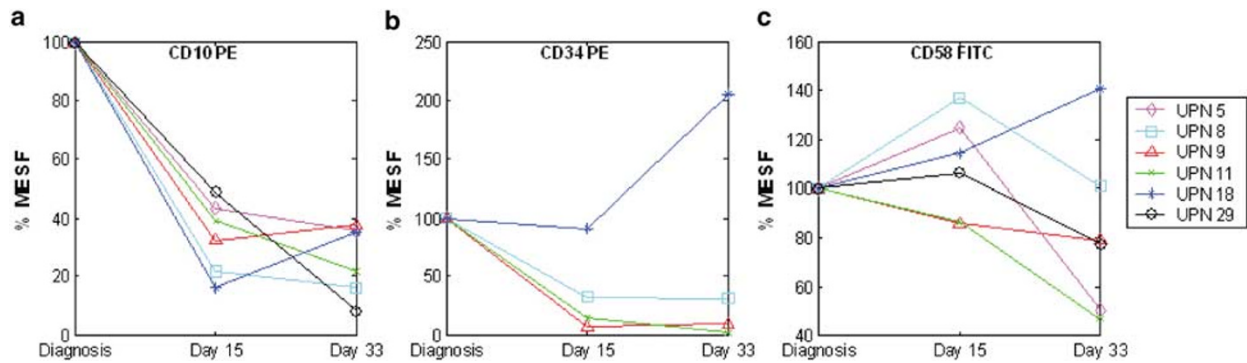 a
CD10 PE
% MESF
100
80
60
40
20
0
Diagnosis Day 15 Day 33
b
CD34 PE
% MESF
250
200
150
100
50
0
Diagnosis Day 15 Day 33
c
CD58 FITC
% MESF
160
140
120
100
80
60
40
Diagnosis Day 15 Day 33
UPN 5
UPN 8
UPN 9
UPN 11
UPN 18
UPN 29